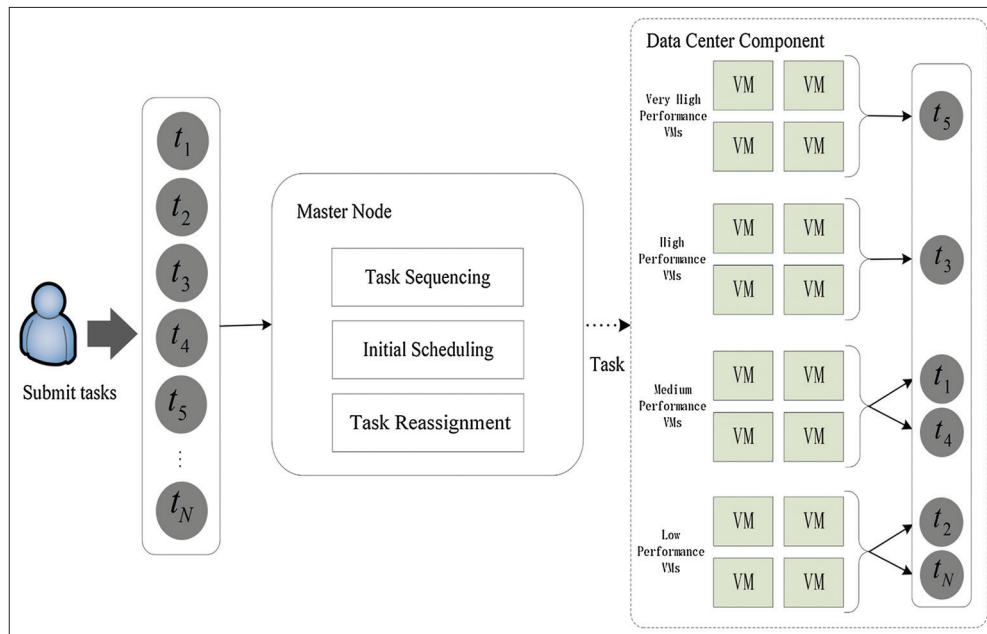 Submit tasks
t1
t2
t3
t4
t5
⋮
tN
Master Node
Task Sequencing
Initial Scheduling
Task Reassignment
Task
Data Center Component
Very High
Performance
VMs
VM VM
VM VM
t5
High
Performance
VMs
VM VM
VM VM
t3
Medium
Performance
VMs
VM VM
VM VM
t1
t4
Low
Performance
VMs
VM VM
VM VM
t2
tN